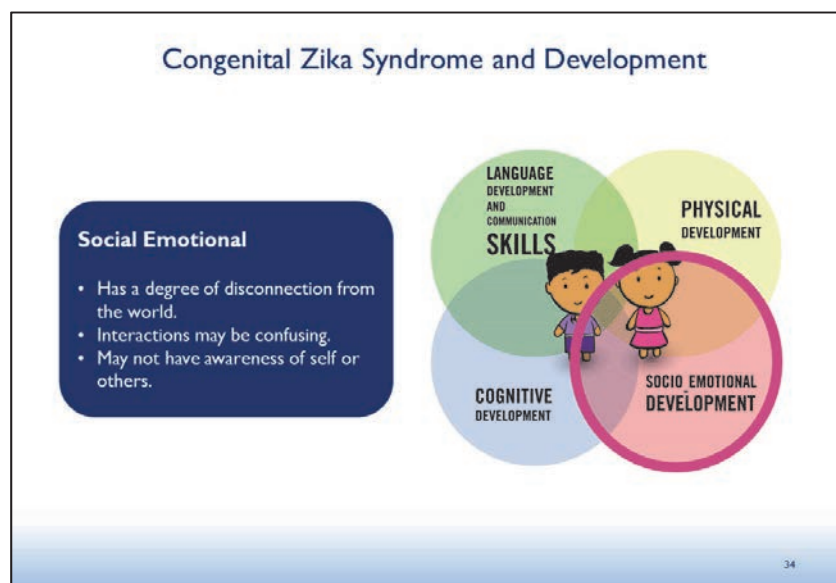 Congenital Zika Syndrome and Development
Social Emotional
• Has a degree of disconnection from
the world.
• Interactions may be confusing.
• May not have awareness of self or
others.
LANGUAGE
DEVELOPMENT
AND
COMMUNICATION
SKILLS
PHYSICAL
DEVELOPMENT
COGNITIVE
DEVELOPMENT
SOCIO_EMOTIONAL
DEVELOPMENT
34